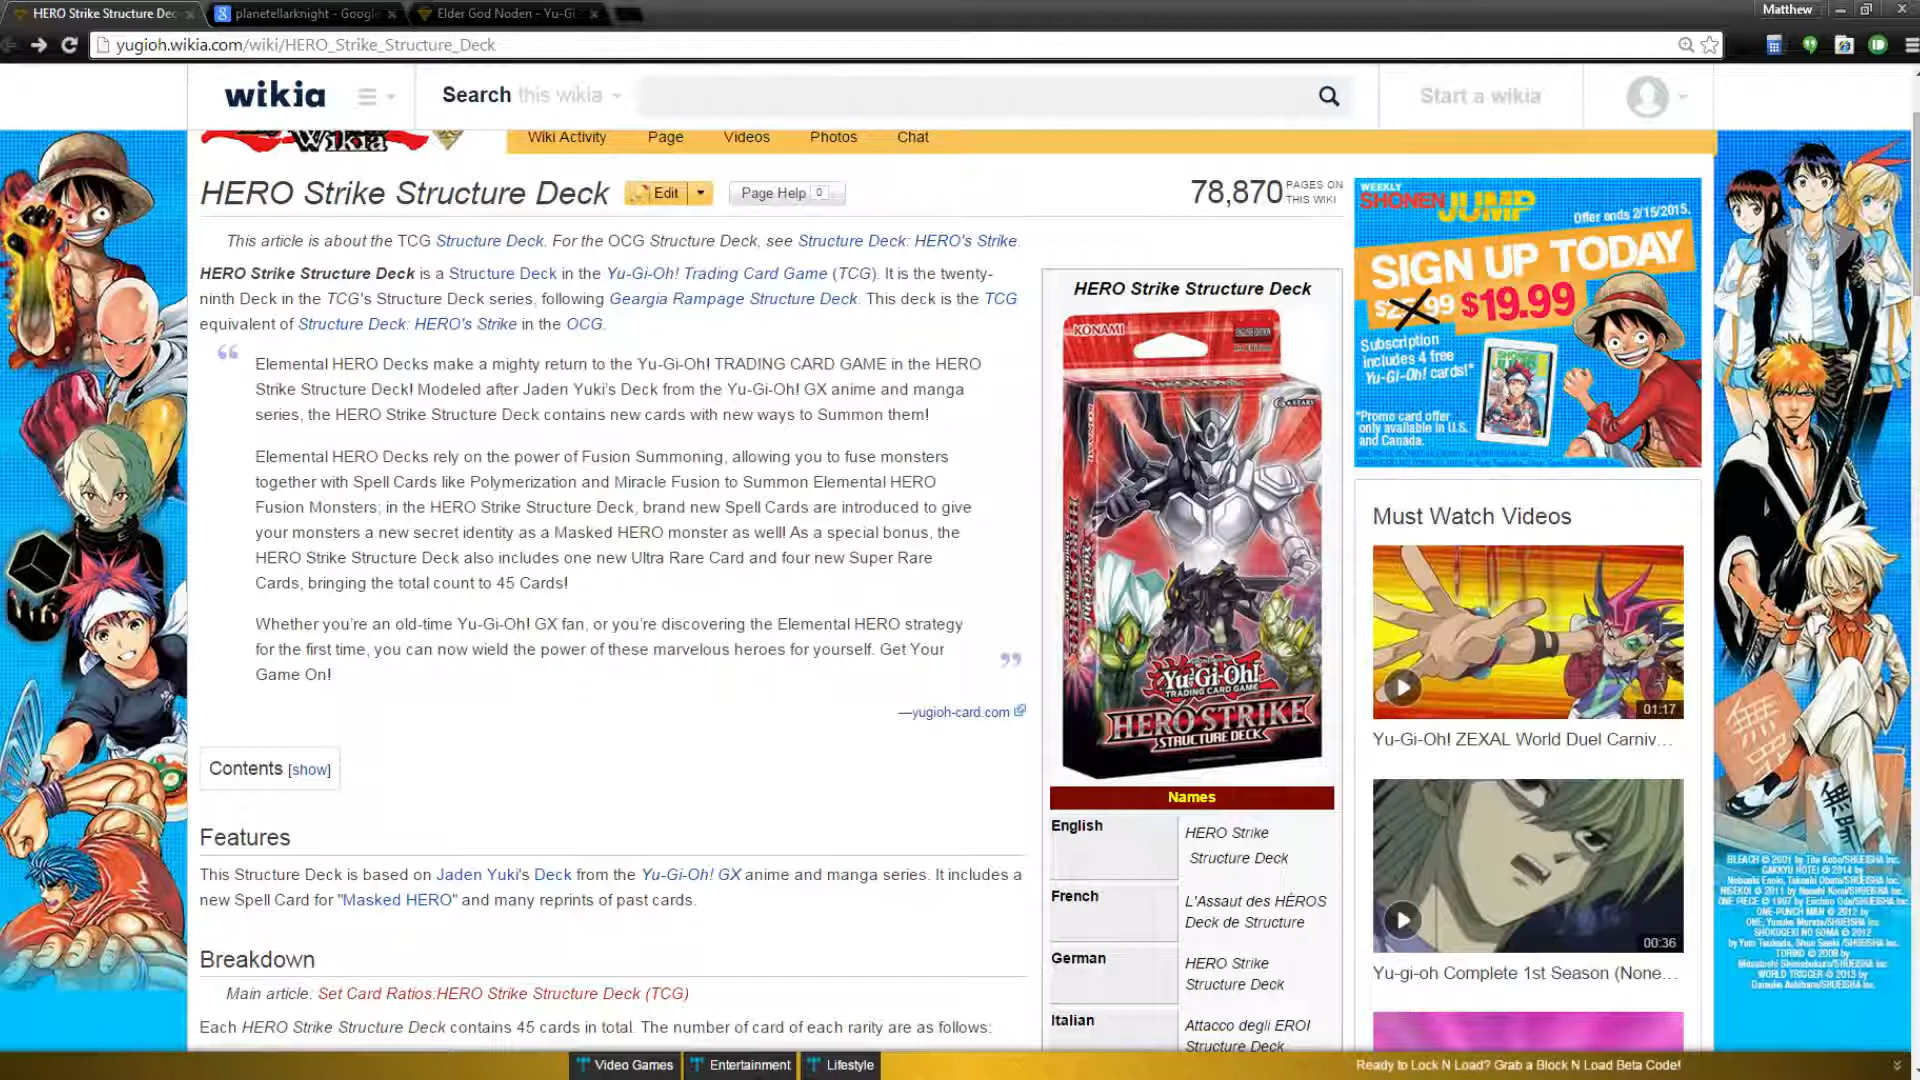 HERO Strike Structure Dec
planetellarknight - Google
Elder God Noden - Yu-Gi
Matthew
yugioh.wikia.com/wiki/HERO_Strike_Structure_Deck
wikia
Search this wikia
Start a wikia
Wikia
Wiki Activity
Page
Videos
Photos
Chat
HERO Strike Structure Deck
Edit
Page Help 0
78,870 PAGES ON
THIS WIKI
This article is about the TCG Structure Deck. For the OCG Structure Deck, see Structure Deck: HERO's Strike.
HERO Strike Structure Deck is a Structure Deck in the Yu-Gi-Oh! Trading Card Game (TCG). It is the twenty-
ninth Deck in the TCG's Structure Deck series, following Geargia Rampage Structure Deck. This deck is the TCG
equivalent of Structure Deck: HERO's Strike in the OCG.
Elemental HERO Decks make a mighty return to the Yu-Gi-Oh! TRADING CARD GAME in the HERO
Strike Structure Deck! Modeled after Jaden Yuki's Deck from the Yu-Gi-Oh! GX anime and manga
series, the HERO Strike Structure Deck contains new cards with new ways to Summon them!
Elemental HERO Decks rely on the power of Fusion Summoning, allowing you to fuse monsters
together with Spell Cards like Polymerization and Miracle Fusion to Summon Elemental HERO
Fusion Monsters; in the HERO Strike Structure Deck, brand new Spell Cards are introduced to give
your monsters a new secret identity as a Masked HERO monster as well! As a special bonus, the
HERO Strike Structure Deck also includes one new Ultra Rare Card and four new Super Rare
Cards, bringing the total count to 45 Cards!
Whether you're an old-time Yu-Gi-Oh! GX fan, or you're discovering the Elemental HERO strategy
for the first time, you can now wield the power of these marvelous heroes for yourself. Get Your
Game On!
—yugioh-card.com
Contents [show]
Features
This Structure Deck is based on Jaden Yuki's Deck from the Yu-Gi-Oh! GX anime and manga series. It includes a
new Spell Card for "Masked HERO" and many reprints of past cards.
Breakdown
Main article: Set Card Ratios:HERO Strike Structure Deck (TCG)
Each HERO Strike Structure Deck contains 45 cards in total. The number of card of each rarity are as follows:
HERO Strike Structure Deck
KONAMI
Yu-Gi-Oh!
TRADING CARD GAME
HERO STRIKE
STRUCTURE DECK
Names
English
HERO Strike
Structure Deck
French
L'Assaut des HÉROS
Deck de Structure
German
HERO Strike
Structure Deck
Italian
Attacco degli EROI
Structure Deck
WEEKLY
SHONEN JUMP
Offer ends 2/15/2015.
SIGN UP TODAY
$25.99 $19.99
Subscription
includes 4 free
Yu-Gi-Oh! cards!*
*Promo card offer
only available in U.S.
and Canada.
Must Watch Videos
01:17
Yu-Gi-Oh! ZEXAL World Duel Carniv...
00:36
Yu-gi-oh Complete 1st Season (None...
無
BLEACH © 2001 by Tite Kubo/SHUEISHA Inc.
Video Games
Entertainment
Lifestyle
Ready to Lock N Load? Grab a Block N Load Beta Code!